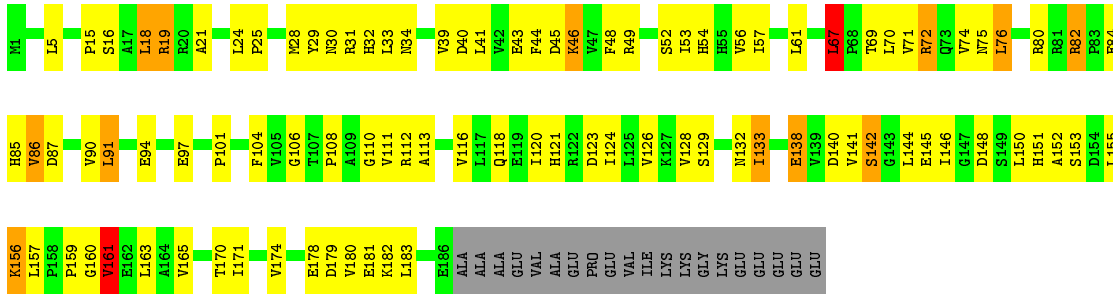 M1 L5 P15 S16 A17 L18 R19 R20 A21 L24 P25 M28 Y29 N30 R31 H32 L33 N34 V39 D40 L41 V42 E43 F44 D45 K46 V47 F48 R49 S52 I53 H54 H55 V56 I57 L61 L67 P68 T69 L70 V71 R72 Q73 V74 N75 L76 R80 R81 R82 P83
H85 V86 D87 V90 L91 E94 E97 P101 F104 V105 G106 T107 P108 A109 G110 V111 R112 A113 V116 L117 Q118 E119 I120 H121 R122 D123 I124 L125 V126 K127 V128 S129 N132 I133 E138 V139 D140 V141 S142 G143 L144 E145 I146 G147 D148 S149 L150 H151 A152 S153 D154 L155
K156 L157 P158 P159 G160 V161 E162 L163 A164 V165 T170 I171 V174 E178 D179 V180 E181 K182 L183 E186 ALA ALA ALA GLU VAL ALA GLU PRO GLU VAL ILE LYS LYS GLY LYS GLU GLU GLU GLU GLU